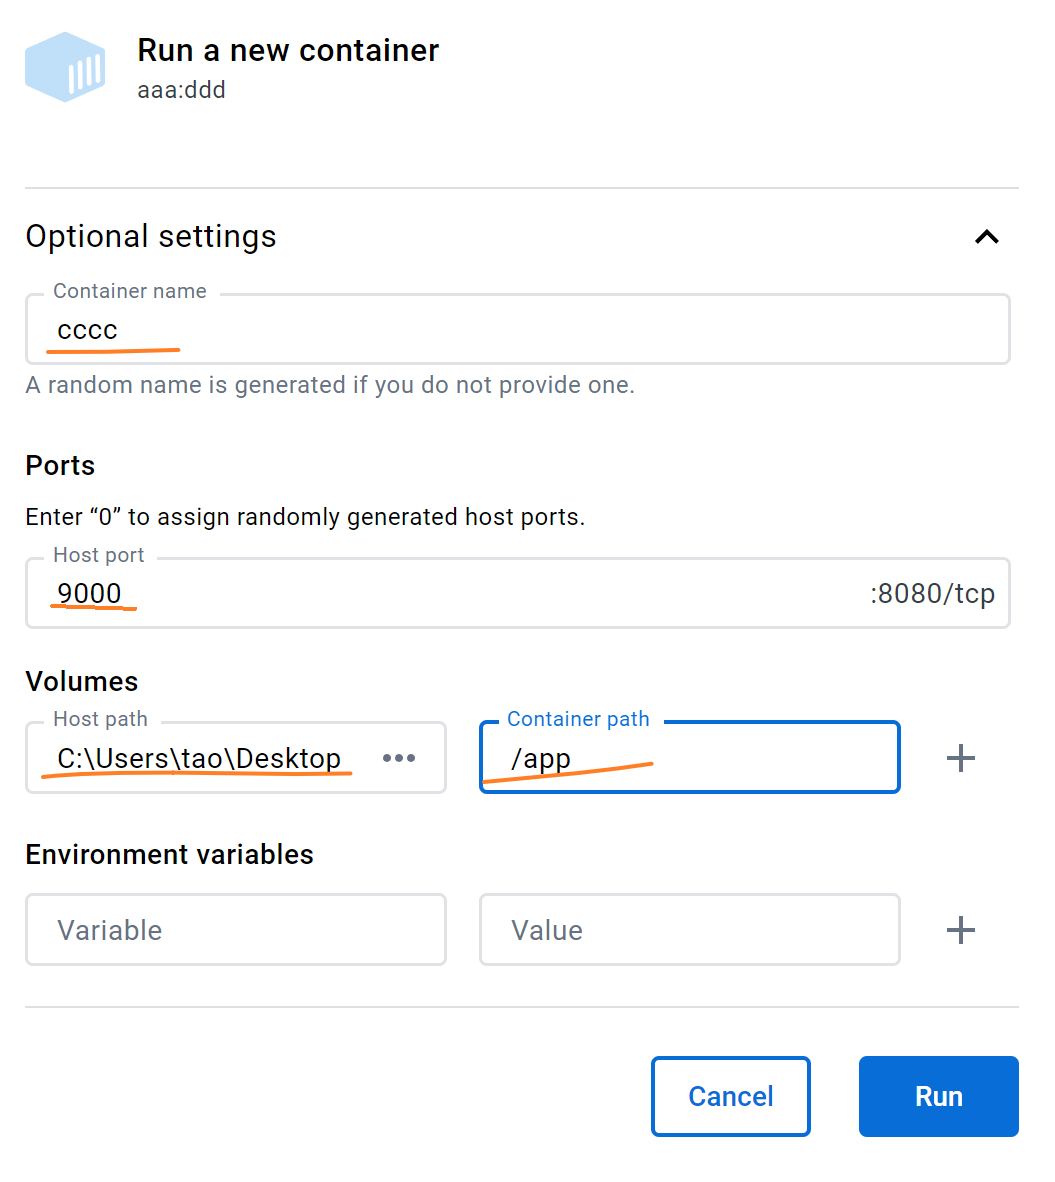 Run a new container
aaa:ddd
Optional settings
Container name
cccc
A random name is generated if you do not provide one.
Ports
Enter “0” to assign randomly generated host ports.
Host port
9000 :8080/tcp
Volumes
Host path Container path
C:\Users\tao\Desktop ••• /app +
Environment variables
Variable Value +
Cancel Run